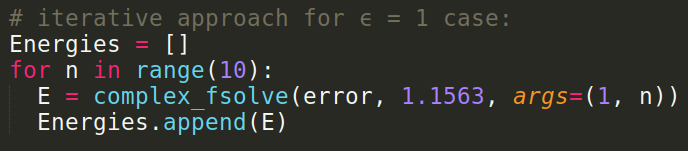 # iterative approach for ϵ = 1 case:
Energies = []
for n in range(10):
  E = complex_fsolve(error, 1.1563, args=(1, n))
  Energies.append(E)